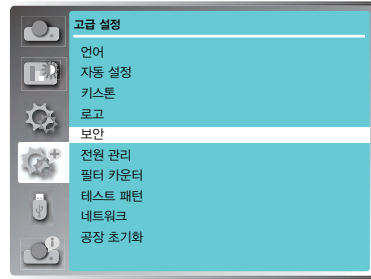 고급 설정
언어
자동 설정
키스톤
로고
보안
전원 관리
필터 카운터
테스트 패턴
네트워크
공장 초기화